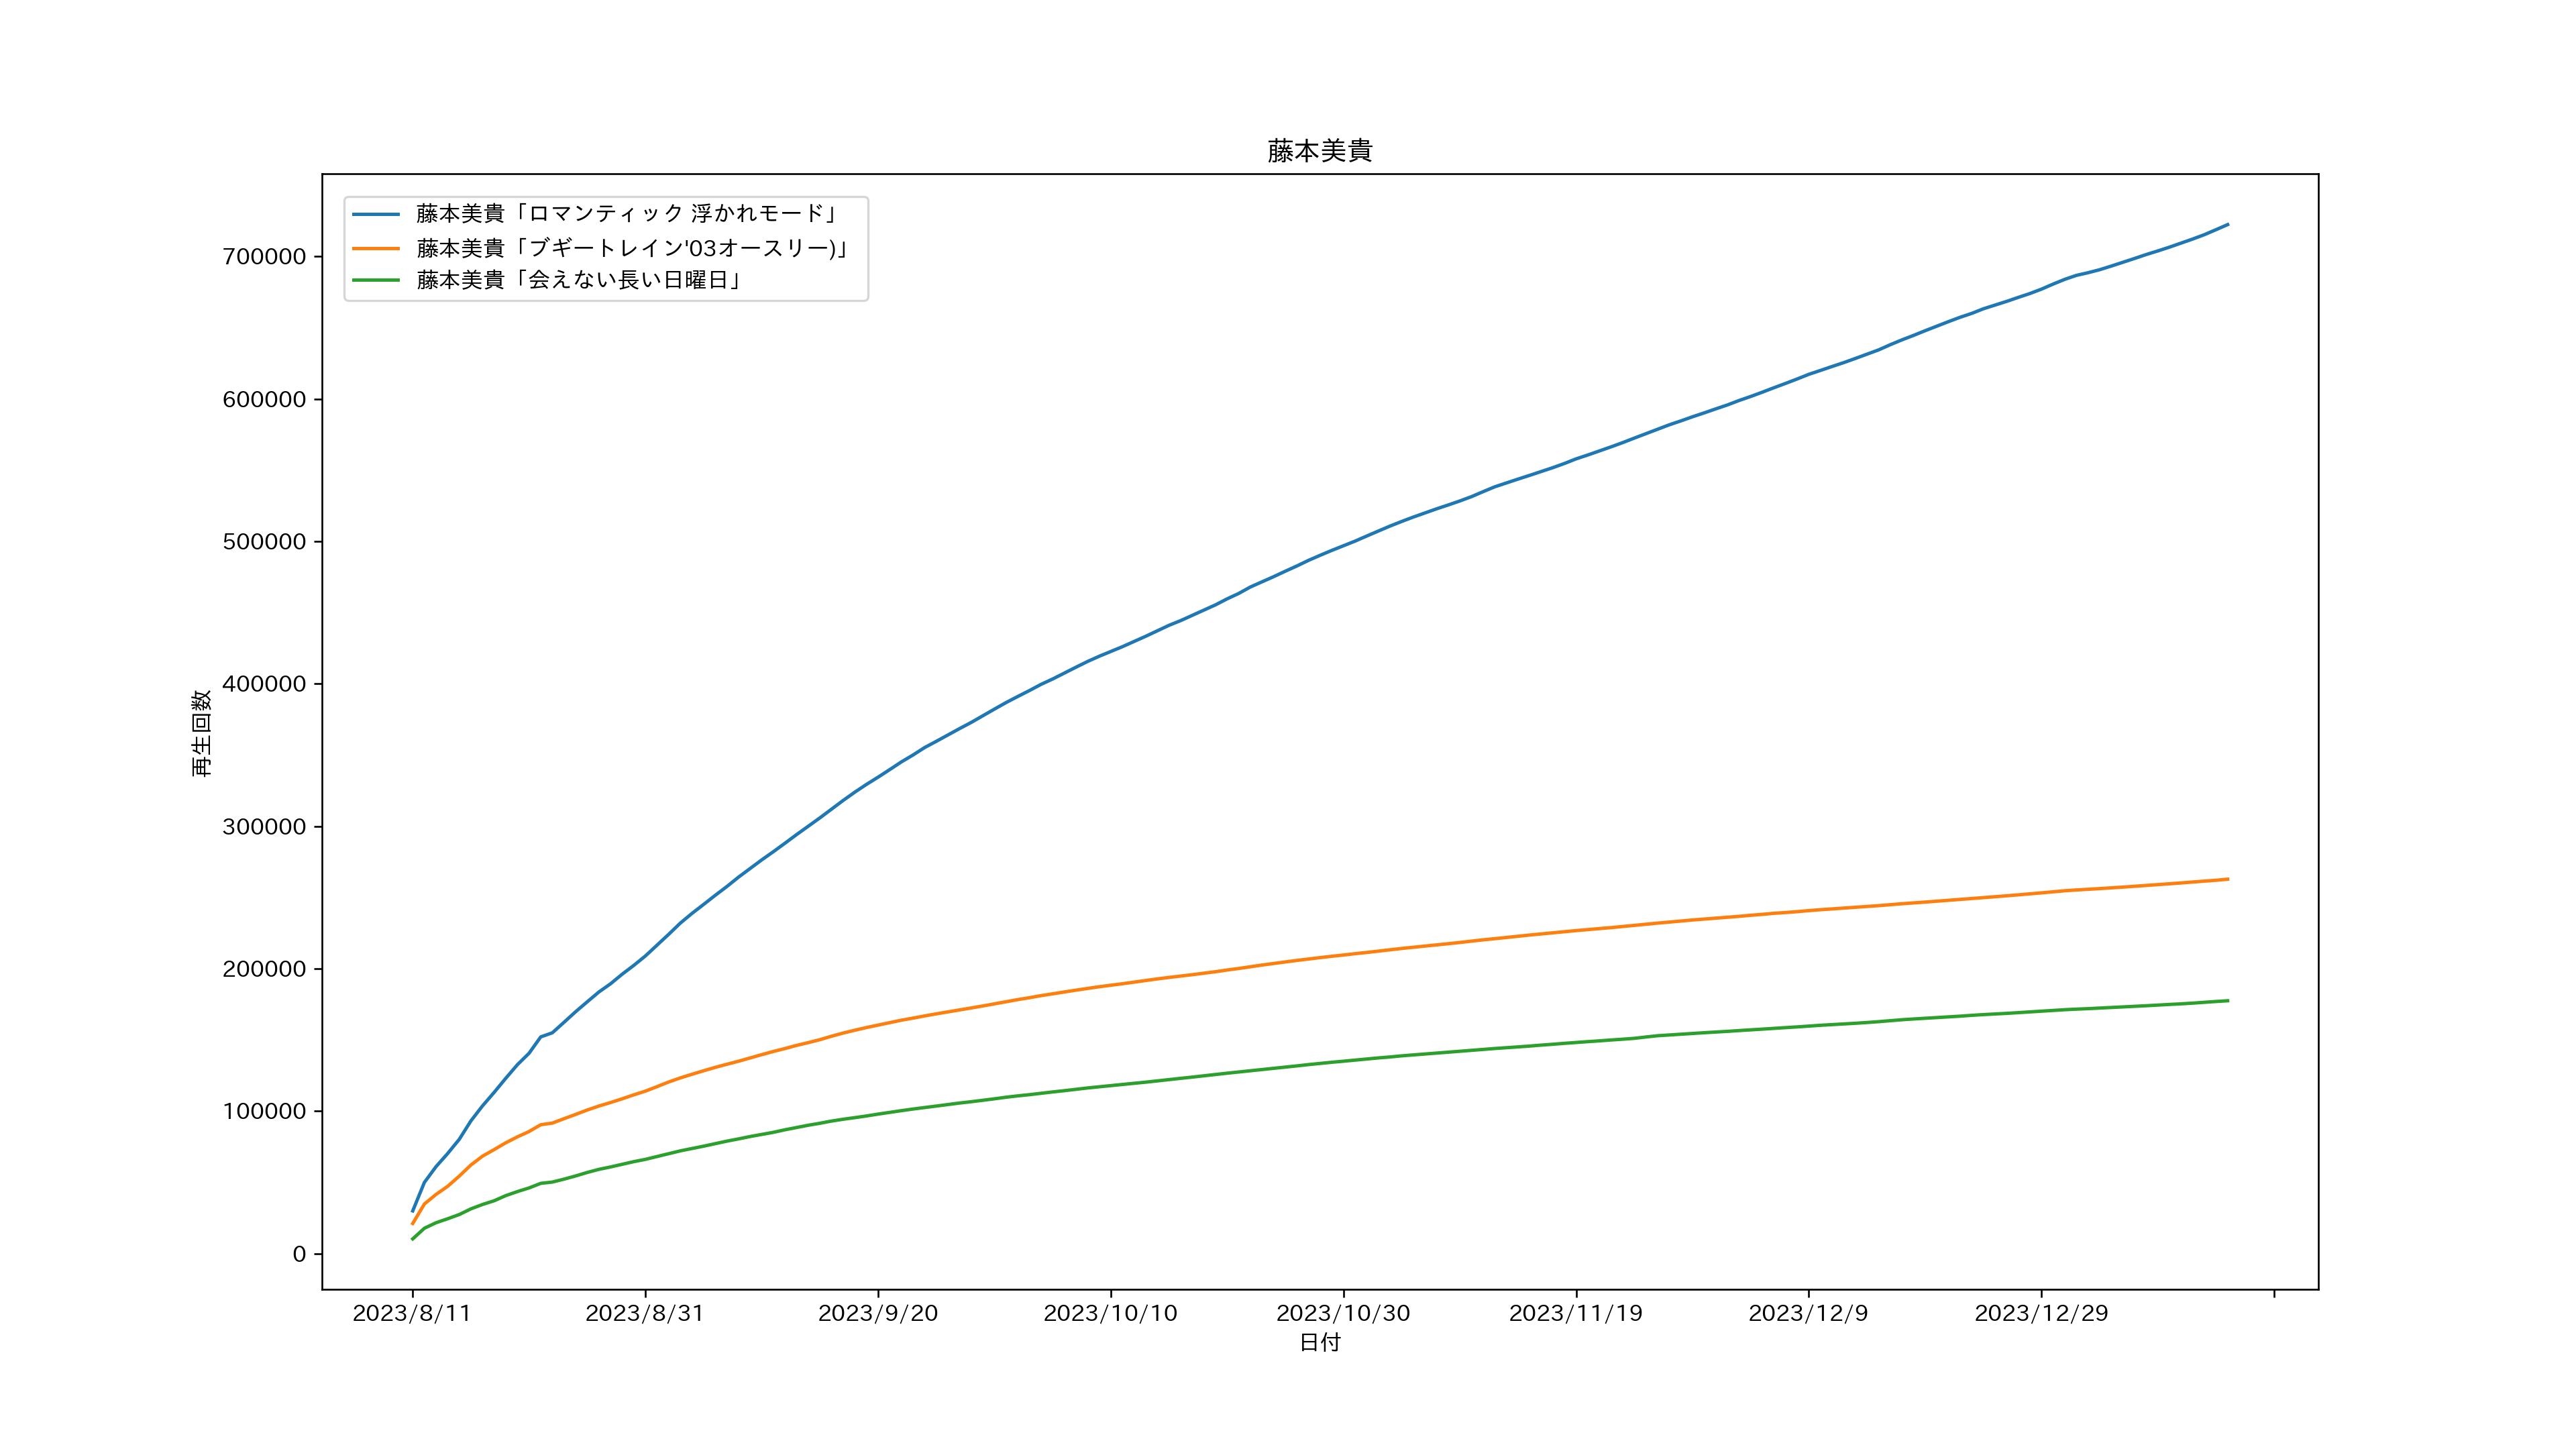 藤本美貴
藤本美貴「ロマンティック 浮かれモード」
藤本美貴「ブギートレイン'03オースリー)」
藤本美貴「会えない長い日曜日」
700000
600000
500000
400000
300000
200000
100000
0
再生回数
2023/8/11
2023/8/31
2023/9/20
2023/10/10
2023/10/30
2023/11/19
2023/12/9
2023/12/29
日付